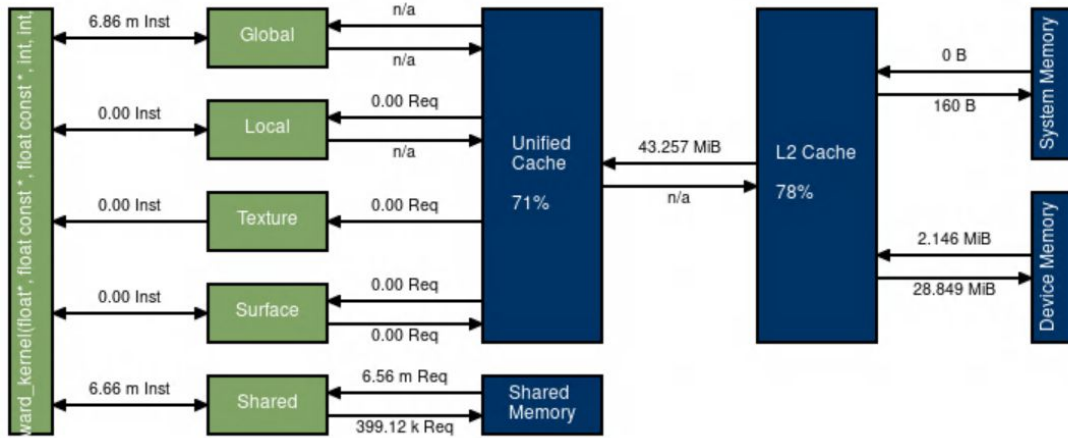 ward_kernel(float*, float const *, float const *, int, int, int,
6.86 m Inst
Global
n/a
n/a
0.00 Inst
Local
0.00 Req
n/a
0.00 Inst
Texture
0.00 Req
0.00 Inst
Surface
0.00 Req
0.00 Req
6.66 m Inst
Shared
6.56 m Req
399.12 k Req
Unified
Cache
71%
Shared
Memory
43.257 MiB
n/a
L2 Cache
78%
0 B
160 B
System Memory
2.146 MiB
28.849 MiB
Device Memory